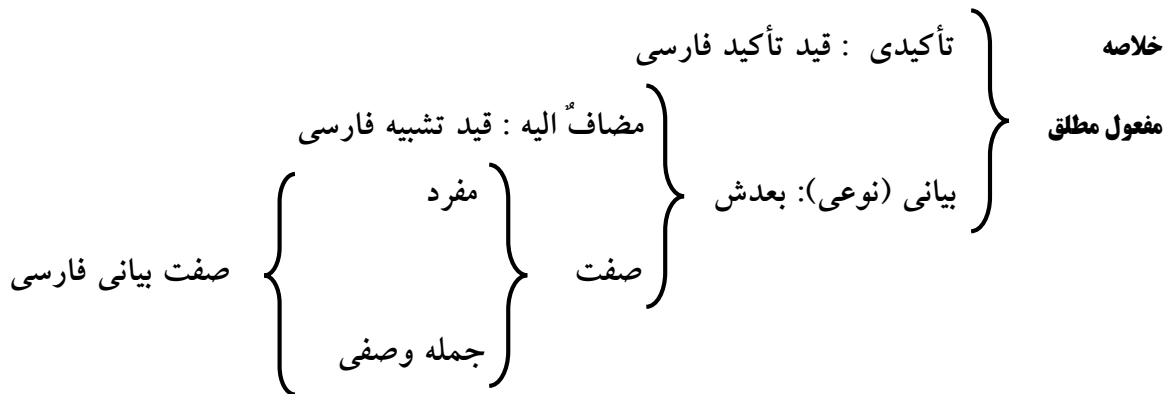 خلاصه
مفعول مطلق
تأکیدی : قید تأکید فارسی
بیانی (نوعی): بعدش
مضافٌ الیه : قید تشبیه فارسی
صفت
مفرد
جمله وصفی
صفت بیانی فارسی